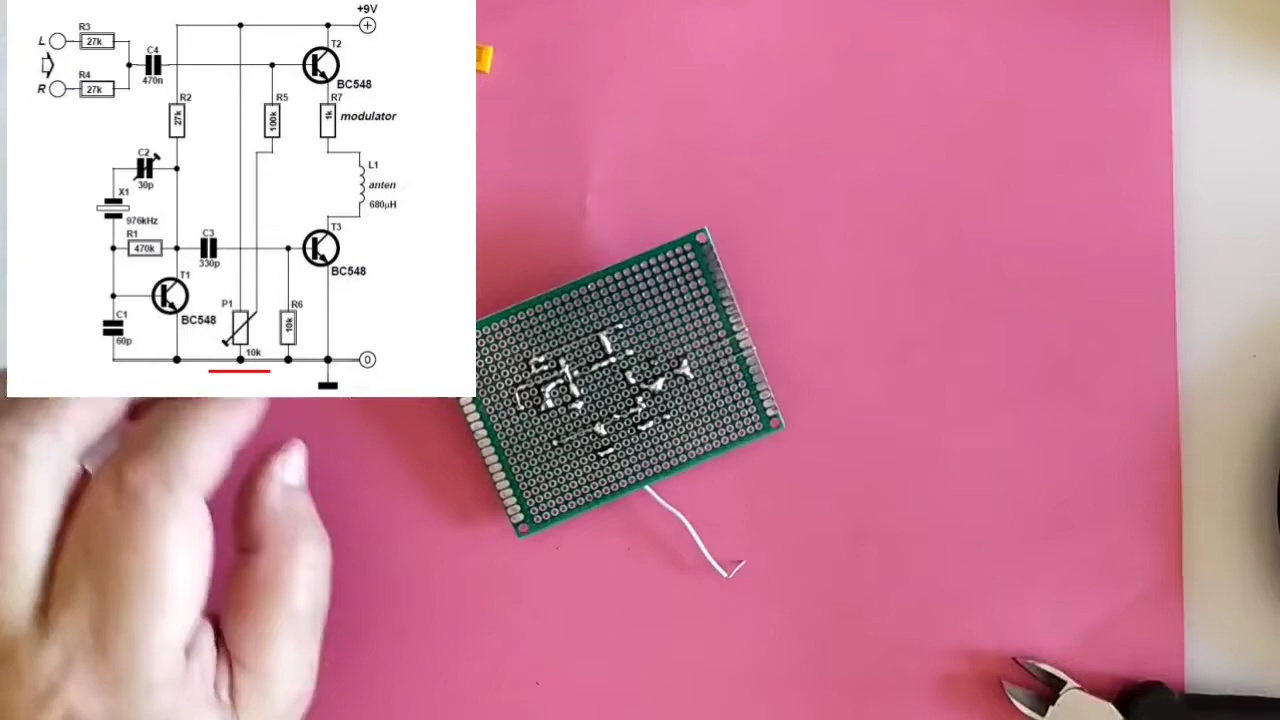 +9V
R3
L
27k
T2
C4
470n
R4
R
27k
BC548
R2
R5
R7
27k
100k
1k
modulator
C2
30p
L1
anten
680µH
X1
976kHz
R1
470k
C3
330p
T3
BC548
T1
BC548
P1
R6
10k
C1
60p
10k
0